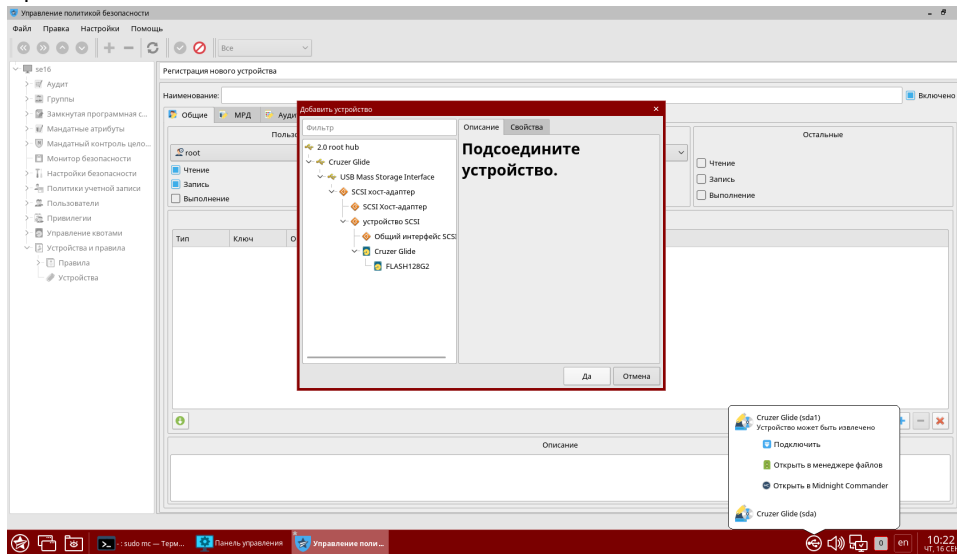 Управление политикой безопасности
Файл Правка Настройки Помощь
Все
se16
Аудит
Группы
Замкнутая программная с...
Мандатные атрибуты
Мандатный контроль цело...
Монитор безопасности
Настройки безопасности
Политики учетной записи
Пользователи
Привилегии
Управление квотами
Устройства и правила
Правила
Устройства
Регистрация нового устройства
Наименование:
Включено
Общие МРД Ауди
Пользо
Остальные
root
Чтение
Запись
Выполнение
Чтение
Запись
Выполнение
Тип Ключ О
Описание
Добавить устройство
Фильтр
2.0 root hub
Cruzer Glide
USB Mass Storage Interface
SCSI хост-адаптер
SCSI Хост-адаптер
устройство SCSI
Общий интерфейс SCSI
Cruzer Glide
FLASH128G2
Описание Свойства
Подсоедините
устройство.
Да Отмена
Cruzer Glide (sda1)
Устройство может быть извлечено
Подключить
Открыть в менеджере файлов
Открыть в Midnight Commander
Cruzer Glide (sda)
- : sudo mc — Терм... Панель управления Управление поли...
0 en 10:22
ЧТ, 16 СЕН